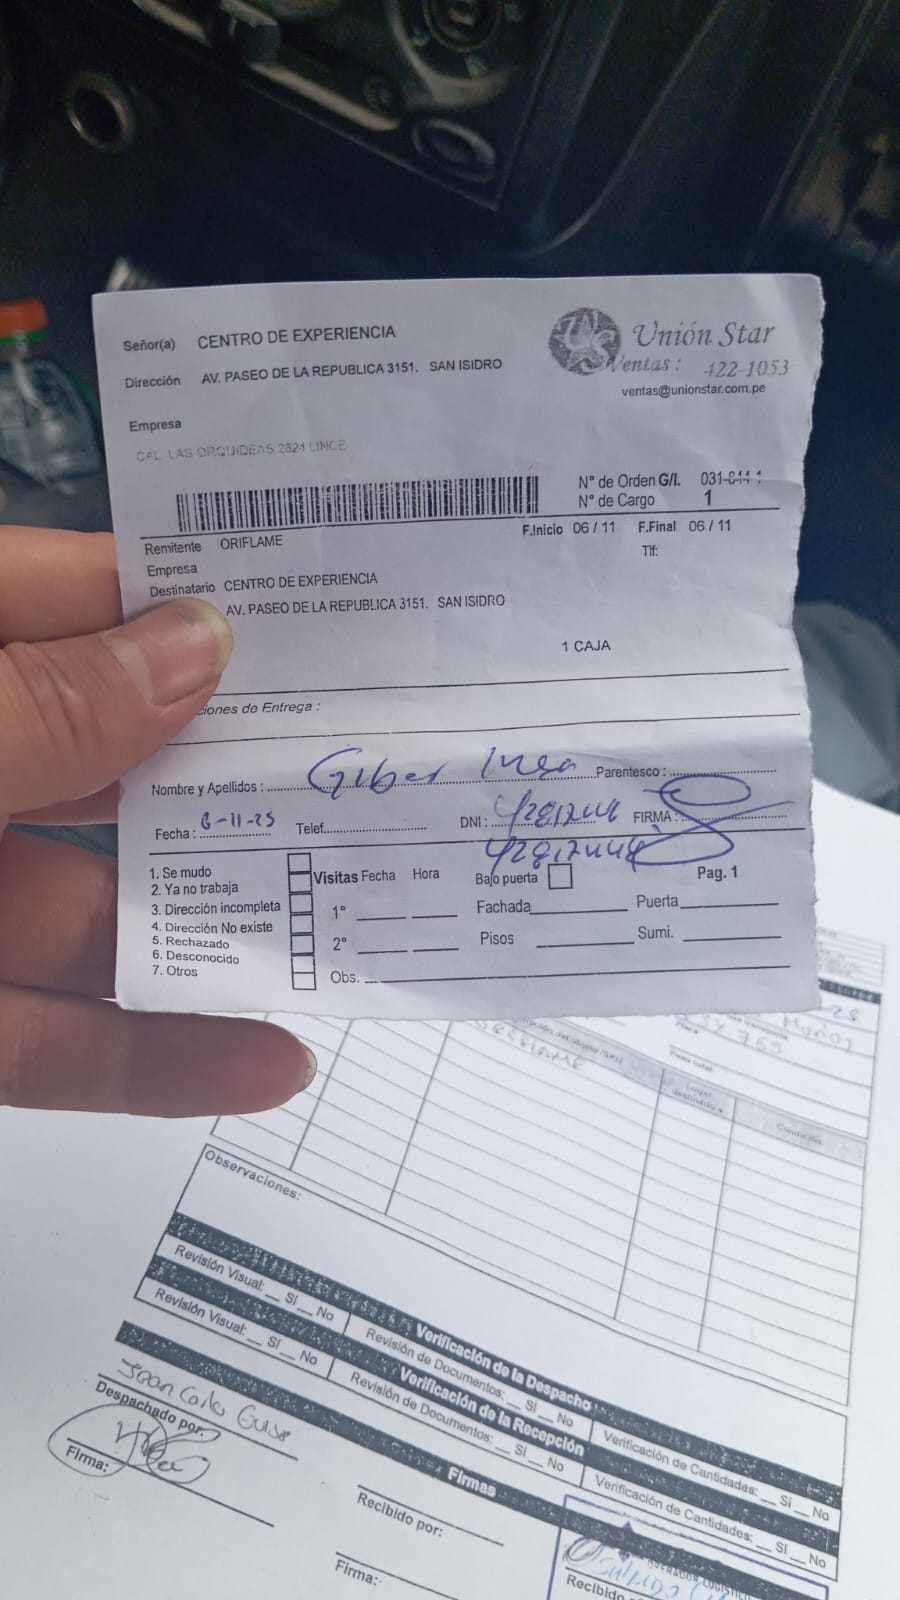 Señor(a) CENTRO DE EXPERIENCIA
Dirección AV. PASEO DE LA REPUBLICA 3151. SAN ISIDRO
Unión Star
Ventas : 422-1053
ventas@unionstar.com.pe
Empresa
CAL. LAS ORQUIDEAS 2624 LINCE
N° de Orden G/I.
N° de Cargo 1
F.Inicio 06 / 11 F.Final 06 / 11
Remitente ORIFLAME
Tlf:
Empresa
Destinatario CENTRO DE EXPERIENCIA
AV. PASEO DE LA REPUBLICA 3151. SAN ISIDRO
1 CAJA
ciones de Entrega :
Nombre y Apellidos : Giber Parentesco :
Fecha : 6-11-25 Telef. DNI : FIRMA:
1. Se mudo
2. Ya no trabaja
3. Dirección incompleta
4. Dirección No existe
5. Rechazado
6. Desconocido
7. Otros
Visitas Fecha Hora
1°
2°
Obs.
Bajo puerta
Pag. 1
Fachada Puerta
Pisos Sumi.
Peso total
Condición
Observaciones:
Verificación de la Despacho
Revisión Visual: Si No Revisión de Documentos: Si No Verificación de Cantidades: Si No
Verificación de la Recepción
Revisión Visual: Si No Revisión de Documentos: Si No Verificación de Cantidades: Si No
Firmas
Despachado por:
Firma:
Recibido por:
Firma:
Recibido